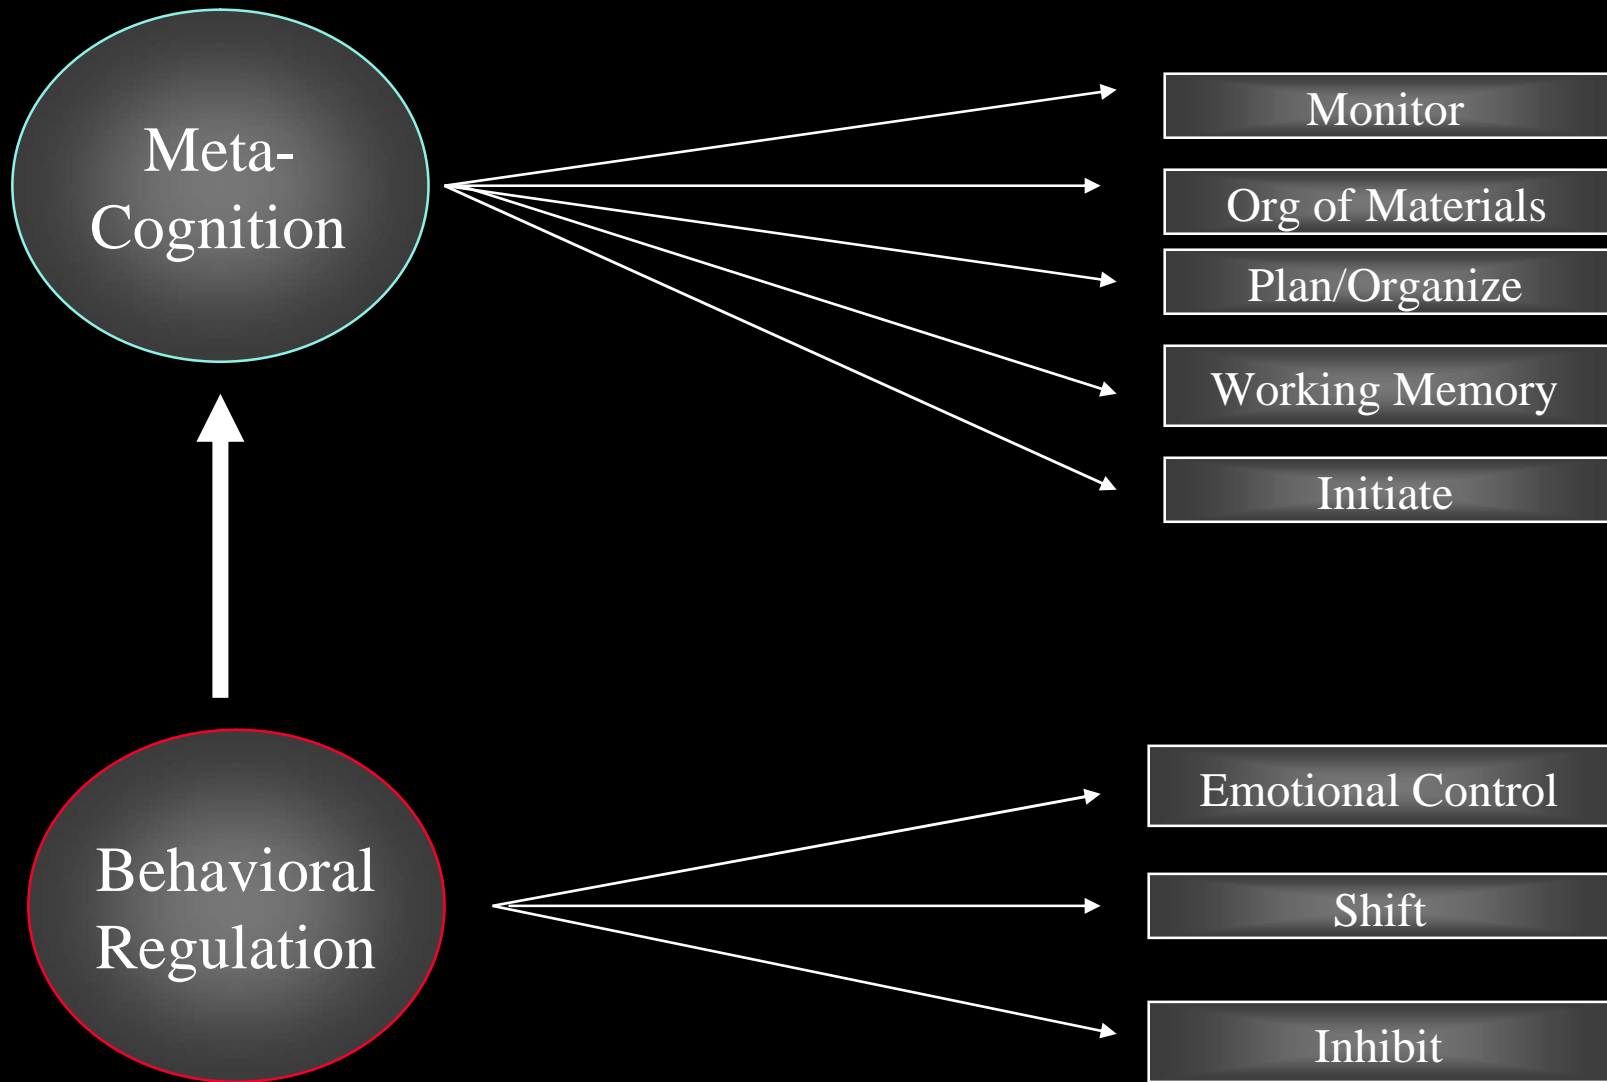 Meta-
Cognition
Monitor
Org of Materials
Plan/Organize
Working Memory
Initiate
Behavioral
Regulation
Emotional Control
Shift
Inhibit